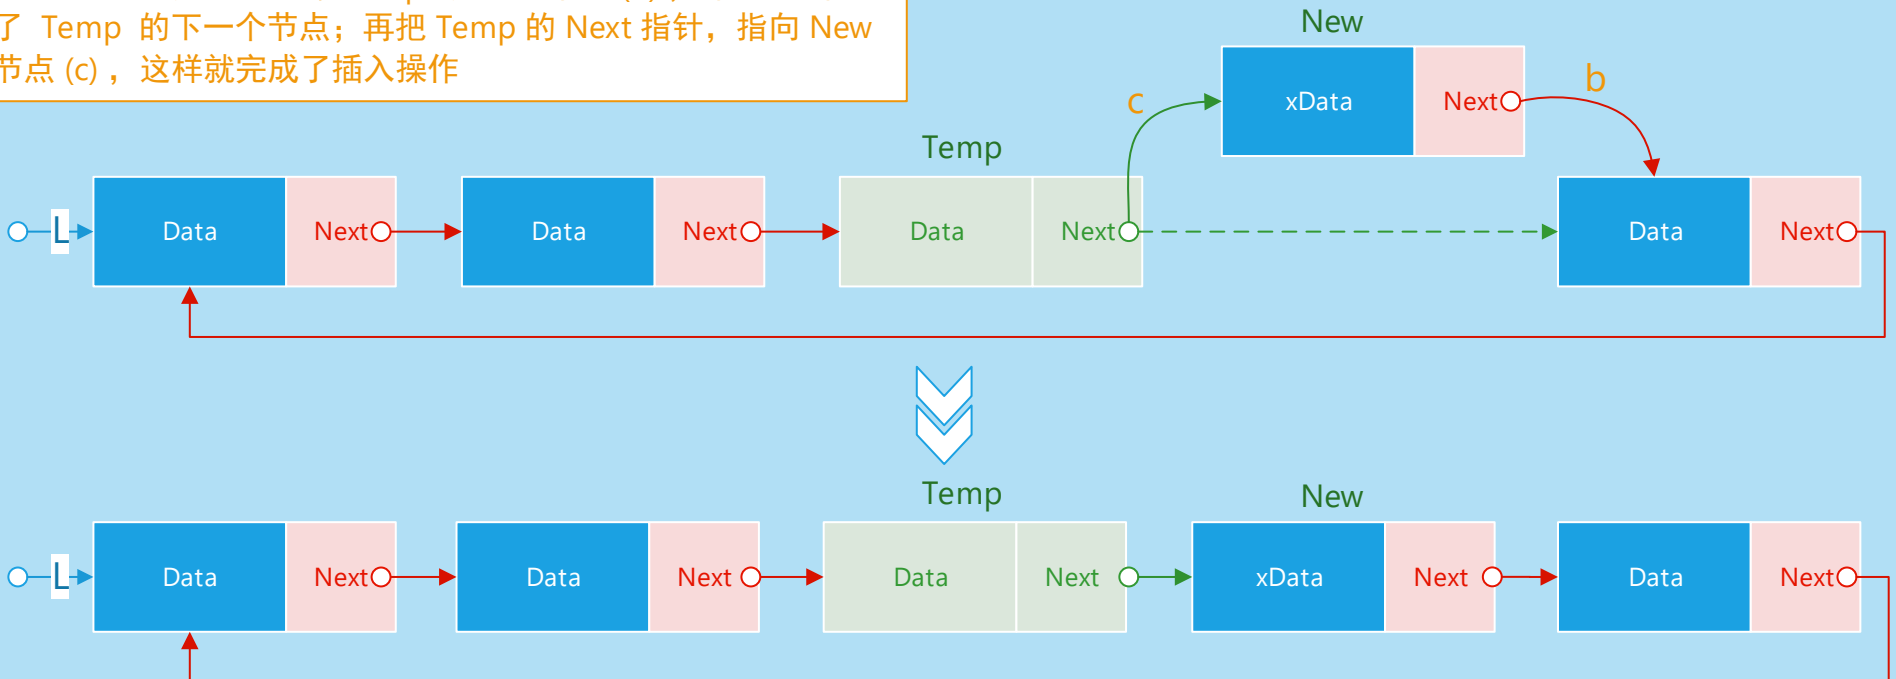 了 Temp 的下一个节点；再把 Temp 的 Next 指针，指向 New
节点 (c) ，这样就完成了插入操作
New
c
xData
Next
b
Temp
L
Data
Next
Data
Next
Data
Next
Data
Next
Temp
New
L
Data
Next
Data
Next
Data
Next
xData
Next
Data
Next